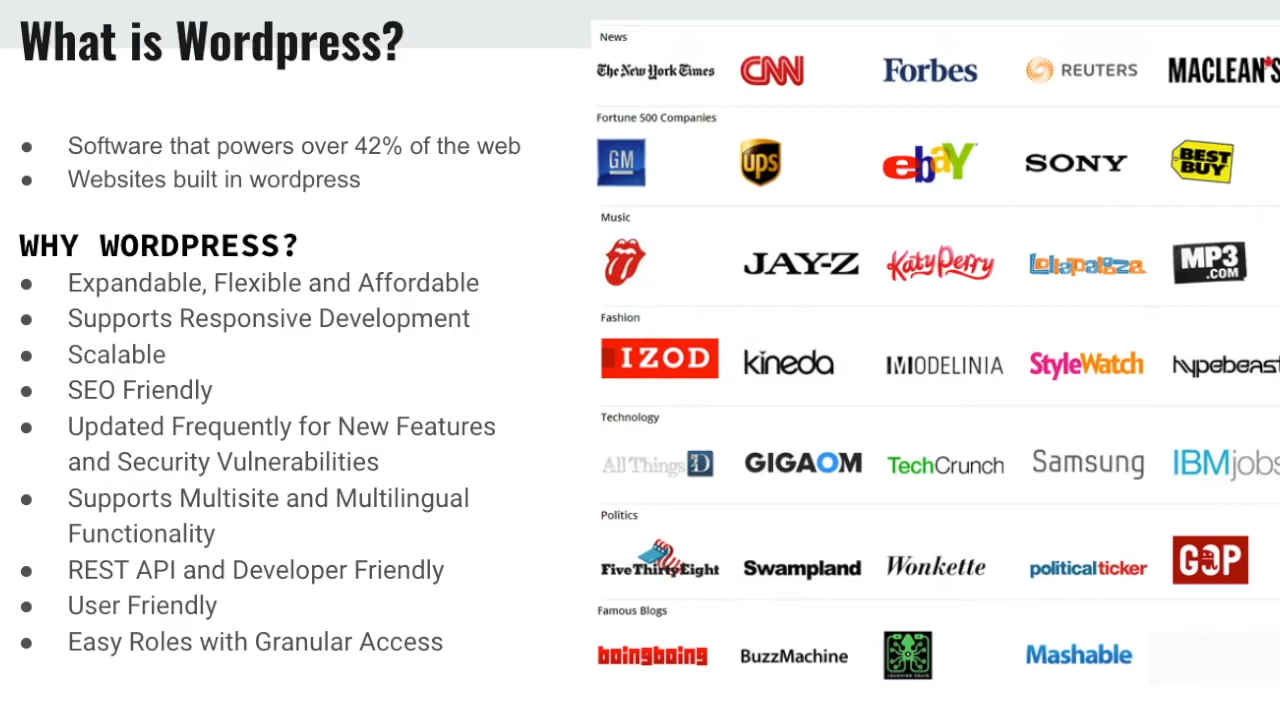 What is Wordpress?
● Software that powers over 42% of the web
● Websites built in wordpress
WHY WORDPRESS?
● Expandable, Flexible and Affordable
● Supports Responsive Development
● Scalable
● SEO Friendly
● Updated Frequently for New Features
and Security Vulnerabilities
● Supports Multisite and Multilingual
Functionality
● REST API and Developer Friendly
● User Friendly
● Easy Roles with Granular Access
News
The New York Times CNN Forbes REUTERS MACLEAN'S
Fortune 500 Companies
GM ups ebaY SONY BEST BUY
Music
JAY-Z Katy Perry Lollapalooza MP3.COM
Fashion
IZOD kineda MODELINIA StyleWatch hypebeast
Technology
All Things D GIGAOM TechCrunch Samsung IBMjobs
Politics
FiveThirtyEight Swampland Wonkette politicalticker GOP
Famous Blogs
boingboing BuzzMachine LAUGHING SQUID Mashable